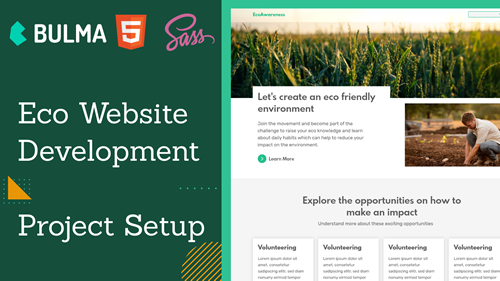 BULMA
5
Sass
Eco Website
Development
Project Setup
EcoAwareness
Let's create an eco friendly
environment
Join the movement and become part of the
challenge to raise your eco knowledge and learn
about daily habits which can help to reduce your
impact on the environment.
Learn More
Explore the opportunities on how to
make an impact
Understand more about these exciting opportunities
Volunteering
Lorem ipsum dolor sit
amet, consetetur
sadipscing elitr, sed diam
nonumy eirmod tempor
Volunteering
Lorem ipsum dolor sit
amet, consetetur
sadipscing elitr, sed diam
nonumy eirmod tempor
Volunteering
Lorem ipsum dolor sit
amet, consetetur
sadipscing elitr, sed diam
nonumy eirmod tempor
Volunteering
Lorem ipsum dolor sit
amet, consetetur
sadipscing elitr, sed
nonumy eirmod